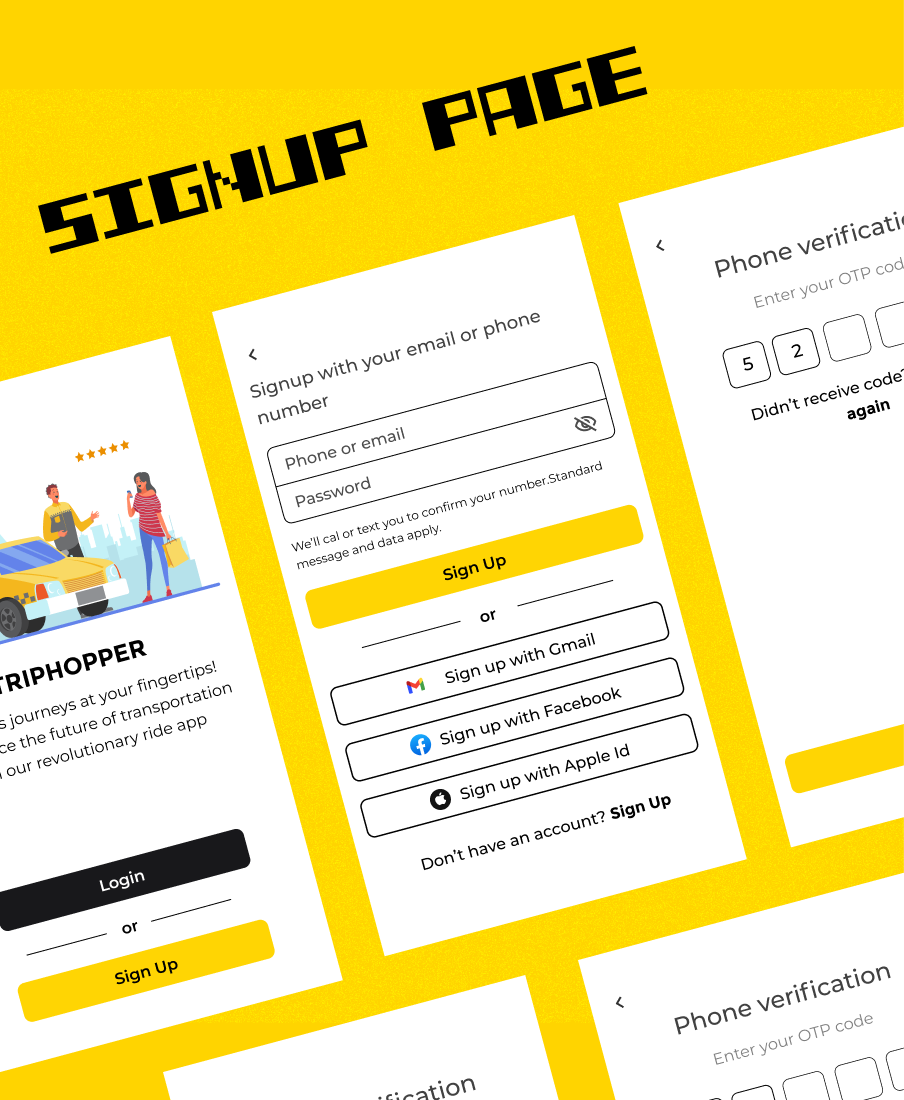 SIGNUP PAGE
TRIPHOPPER
journeys at your fingertips!
the future of transportation
our revolutionary ride app
Login
or
Sign Up
Signup with your email or phone
number
Phone or email
Password
We'll cal or text you to confirm your number.Standard
message and data apply.
Sign Up
or
Sign up with Gmail
Sign up with Facebook
Sign up with Apple Id
Don't have an account? Sign Up
Phone
Enter your OTP
5 2
Didn't receive code?
again
Phone verification
Enter your OTP code